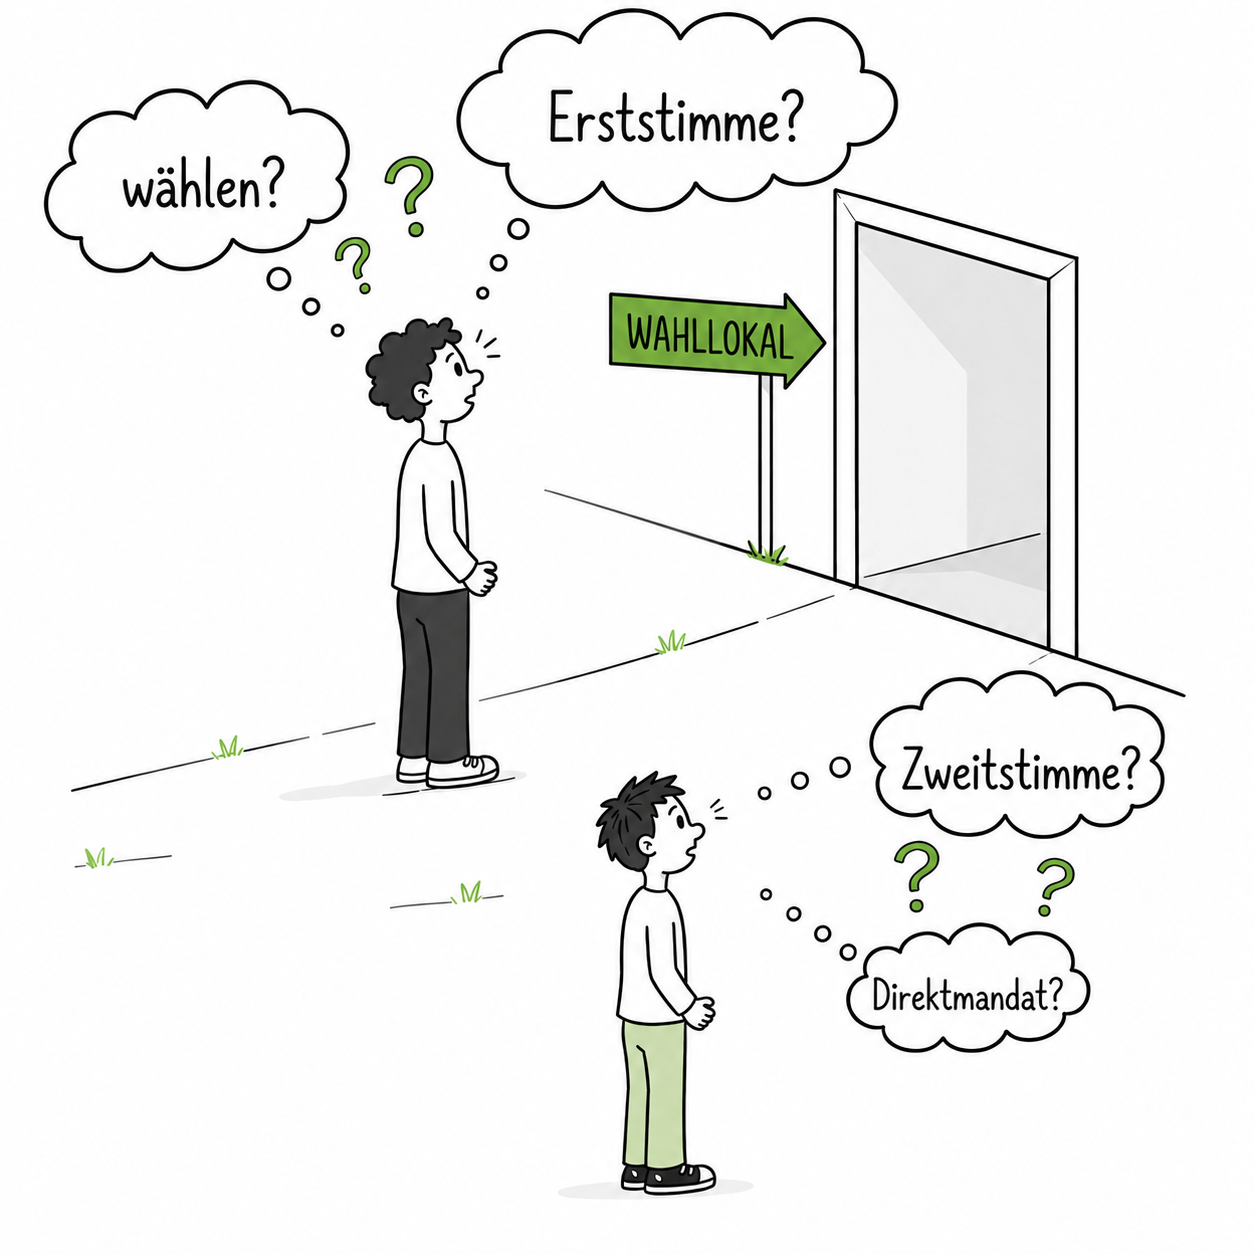 wählen?
Erststimme?
?
?
WAHLLOKAL
Zweitstimme?
?
?
Direktmandat?